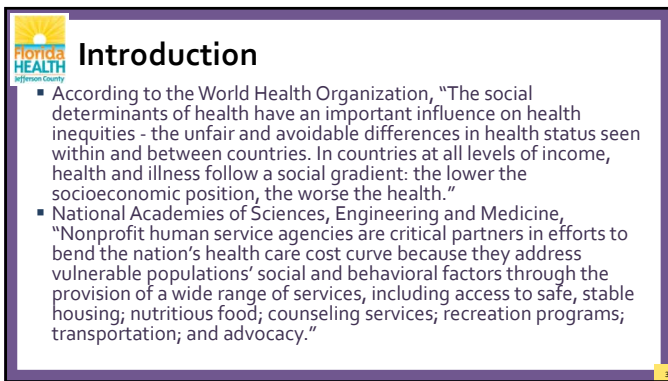 Florida
HEALTH
Jefferson County
Introduction
▪ According to the World Health Organization, “The social
determinants of health have an important influence on health
inequities - the unfair and avoidable differences in health status seen
within and between countries. In countries at all levels of income,
health and illness follow a social gradient: the lower the
socioeconomic position, the worse the health.”
▪ National Academies of Sciences, Engineering and Medicine,
“Nonprofit human service agencies are critical partners in efforts to
bend the nation’s health care cost curve because they address
vulnerable populations’ social and behavioral factors through the
provision of a wide range of services, including access to safe, stable
housing; nutritious food; counseling services; recreation programs;
transportation; and advocacy.”
3